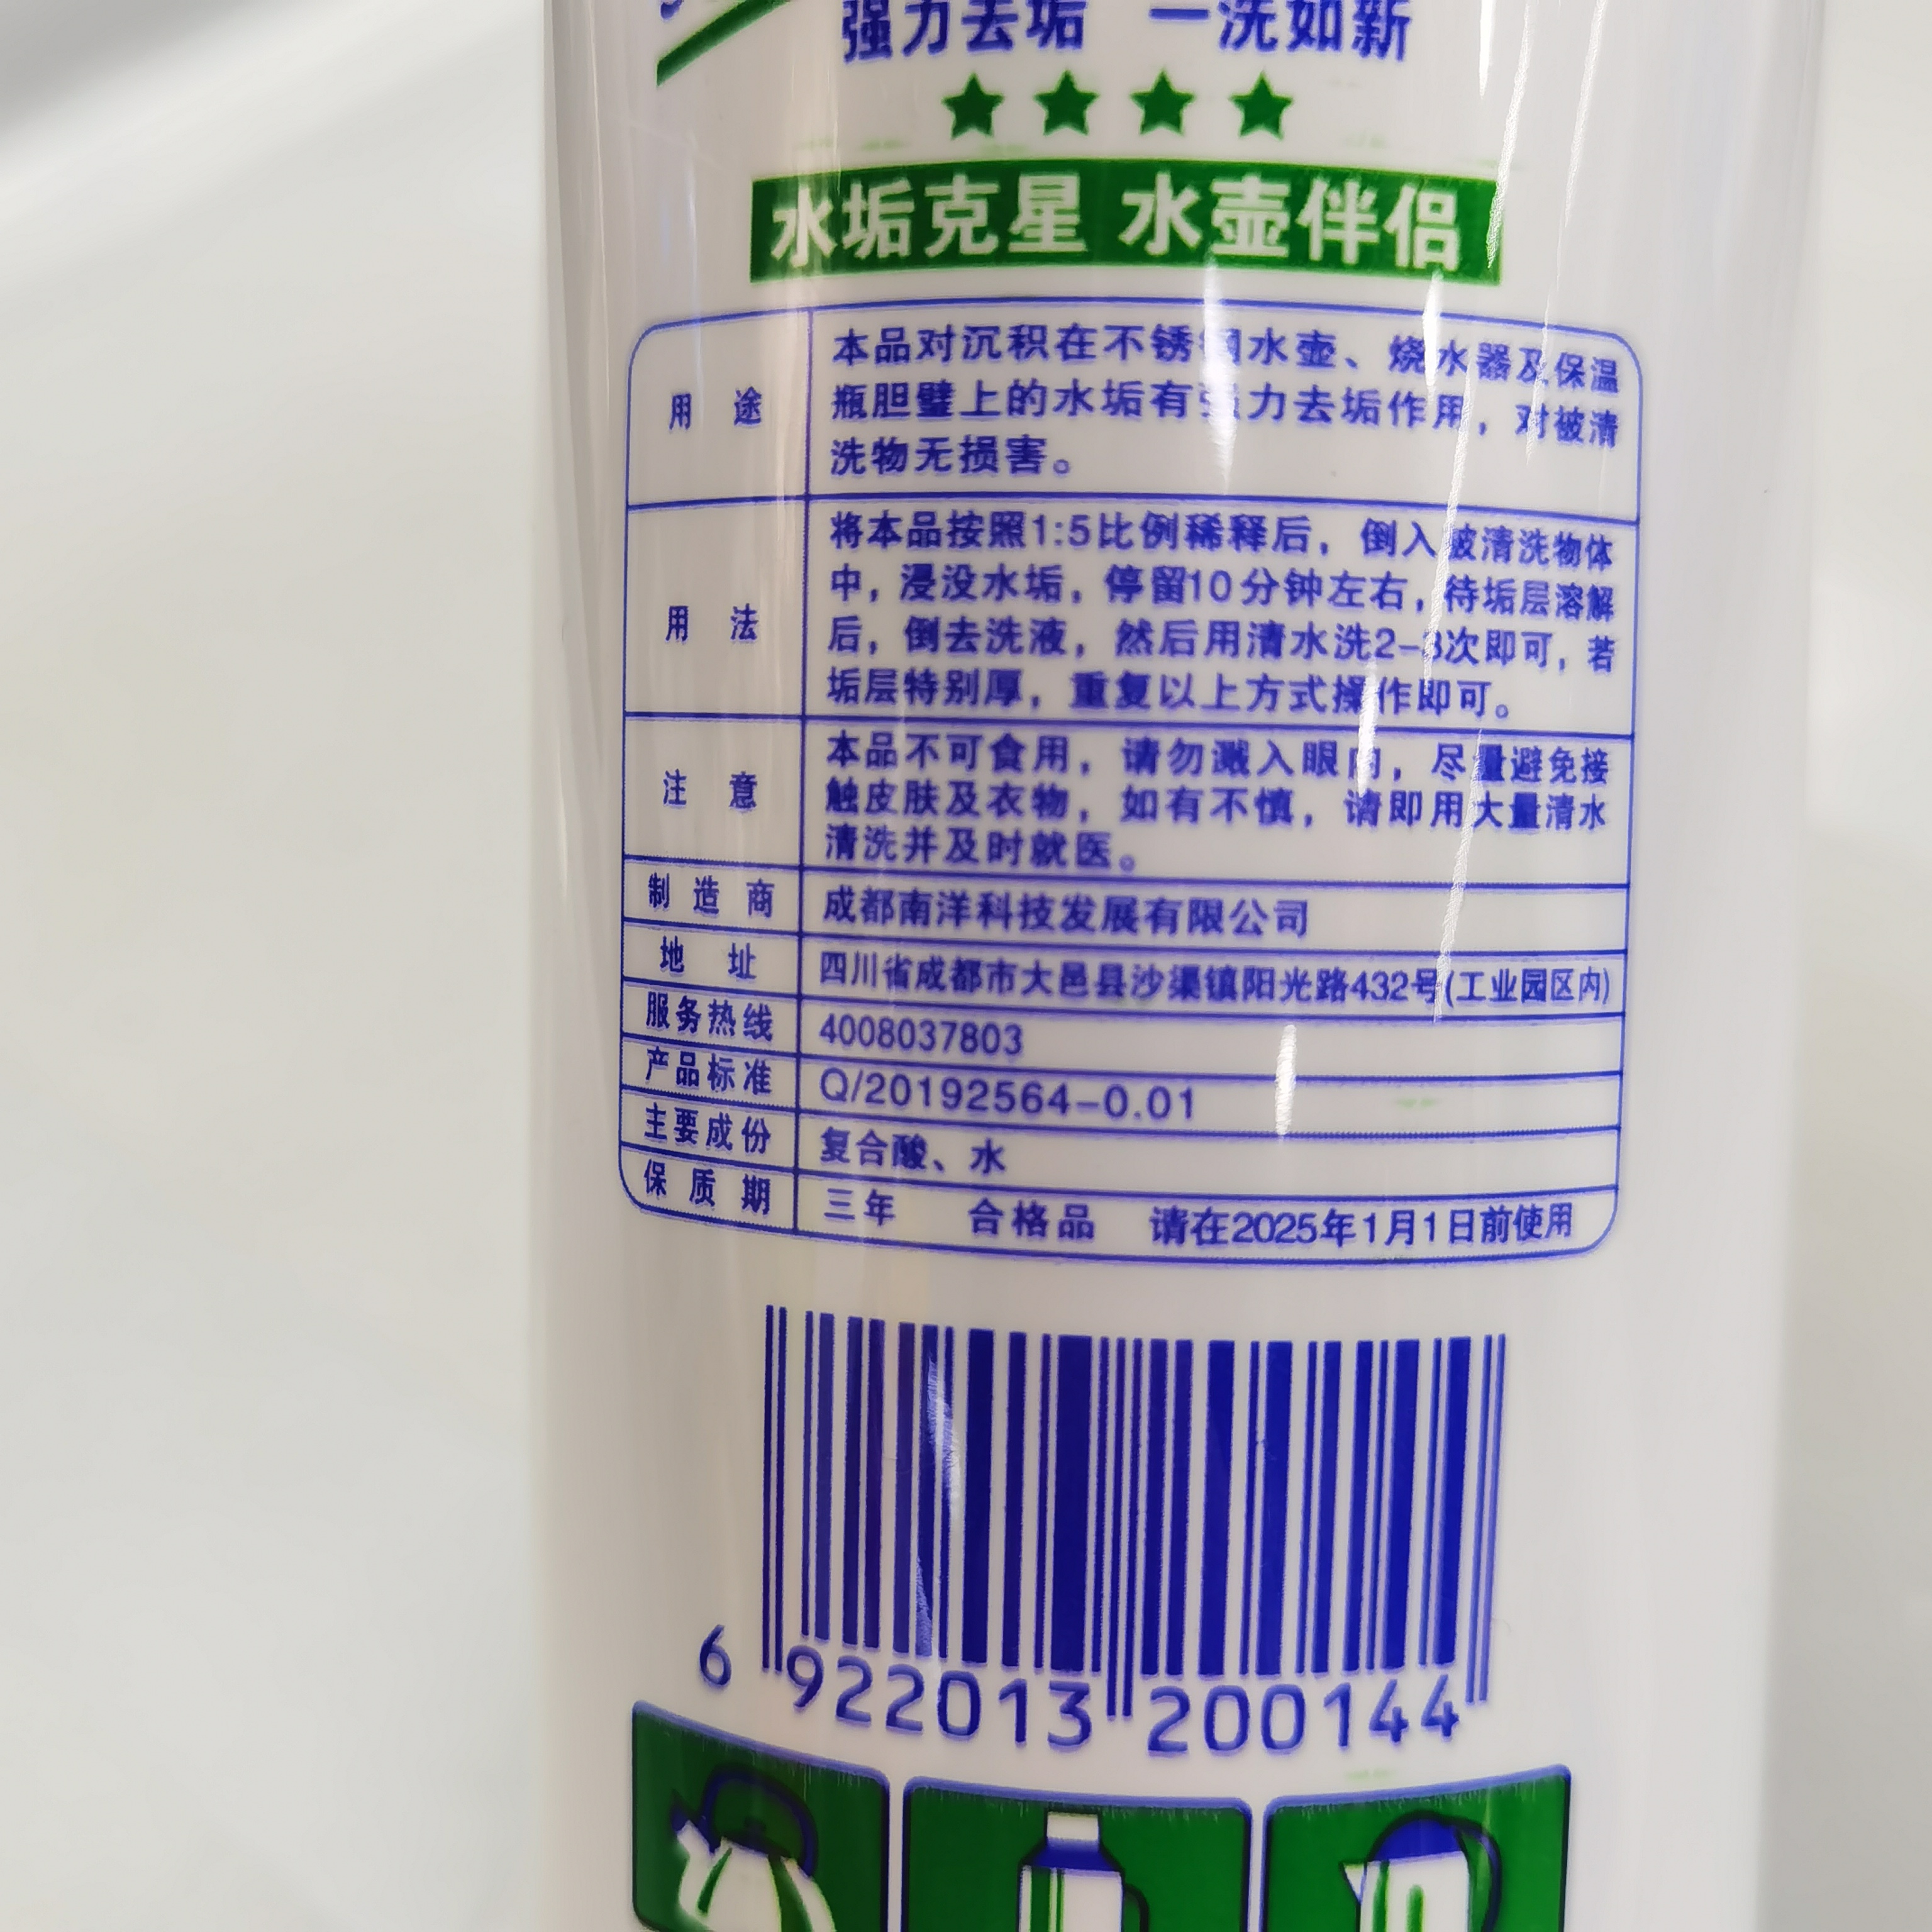 强力去垢 一洗如新
水垢克星 水壶伴侣
用途 本品对沉积在不锈钢水壶、烧水器及保温
瓶胆璧上的水垢有强力去垢作用，对被清
洗物无损害。
用法 将本品按照1:5比例稀释后，倒入被清洗物体
中，浸没水垢，停留10分钟左右，待垢层溶解
后，倒去洗液，然后用清水洗2-3次即可，若
垢层特别厚，重复以上方式操作即可。
注意 本品不可食用，请勿溅入眼内，尽量避免接
触皮肤及衣物，如有不慎，请即用大量清水
清洗并及时就医。
制造商 成都南洋科技发展有限公司
地址 四川省成都市大邑县沙渠镇阳光路432号(工业园区内)
服务热线 4008037803
产品标准 Q/20192564-0.01
主要成份 复合酸、水
保质期 三年 合格品 请在2025年1月1日前使用
6 922013 200144